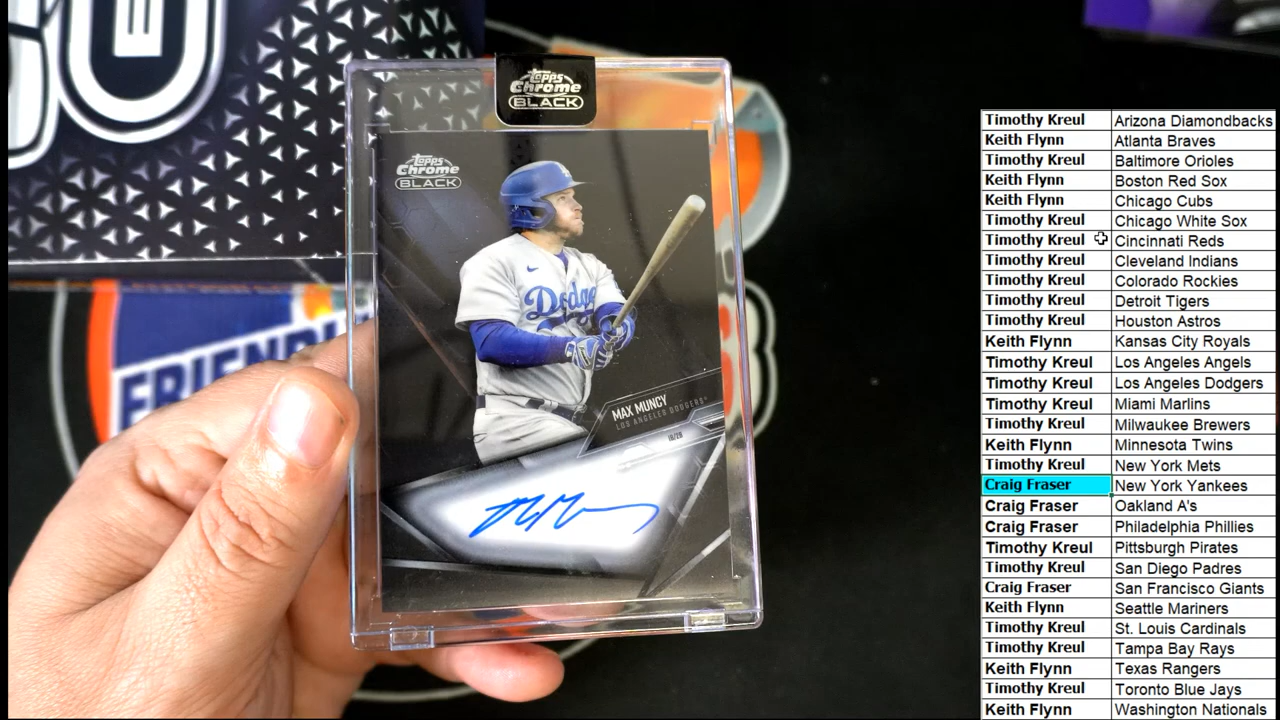 Topps
Chrome
BLACK
Topps
Chrome
BLACK
Dodgers
MAX MUNCY
LOS ANGELES DODGERS
FRIENDL
Timothy Kreul Arizona Diamondbacks
Keith Flynn Atlanta Braves
Timothy Kreul Baltimore Orioles
Keith Flynn Boston Red Sox
Keith Flynn Chicago Cubs
Timothy Kreul Chicago White Sox
Timothy Kreul Cincinnati Reds
Timothy Kreul Cleveland Indians
Timothy Kreul Colorado Rockies
Timothy Kreul Detroit Tigers
Timothy Kreul Houston Astros
Keith Flynn Kansas City Royals
Timothy Kreul Los Angeles Angels
Timothy Kreul Los Angeles Dodgers
Timothy Kreul Miami Marlins
Timothy Kreul Milwaukee Brewers
Keith Flynn Minnesota Twins
Timothy Kreul New York Mets
Craig Fraser New York Yankees
Craig Fraser Oakland A's
Craig Fraser Philadelphia Phillies
Timothy Kreul Pittsburgh Pirates
Timothy Kreul San Diego Padres
Craig Fraser San Francisco Giants
Keith Flynn Seattle Mariners
Timothy Kreul St. Louis Cardinals
Timothy Kreul Tampa Bay Rays
Keith Flynn Texas Rangers
Timothy Kreul Toronto Blue Jays
Keith Flynn Washington Nationals